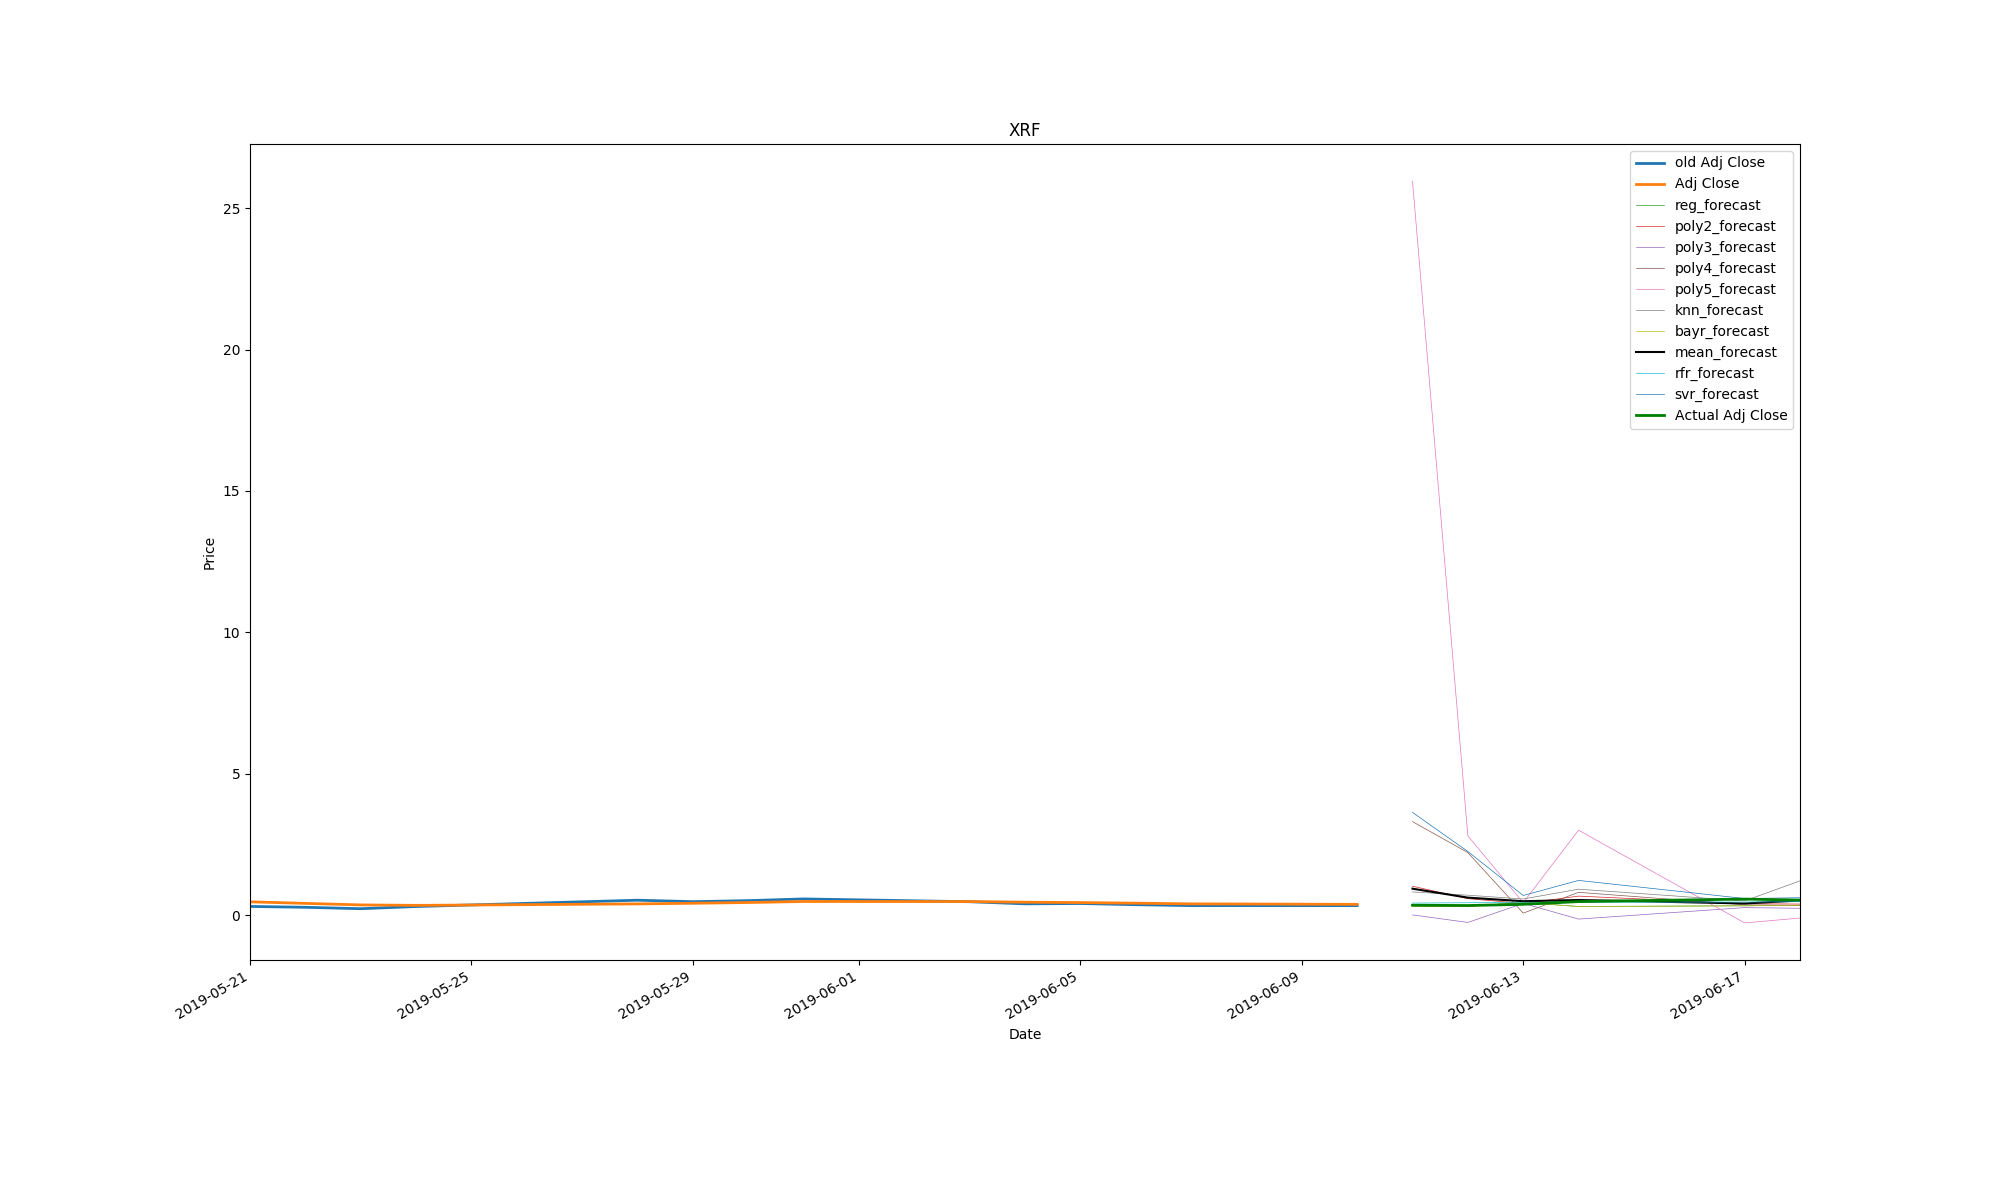 XRF
old Adj Close
Adj Close
reg_forecast
poly2_forecast
poly3_forecast
poly4_forecast
poly5_forecast
knn_forecast
bayr_forecast
mean_forecast
rfr_forecast
svr_forecast
Actual Adj Close
25
20
15
10
5
0
Price
2019-05-21
2019-05-25
2019-05-29
2019-06-01
2019-06-05
2019-06-09
2019-06-13
2019-06-17
Date